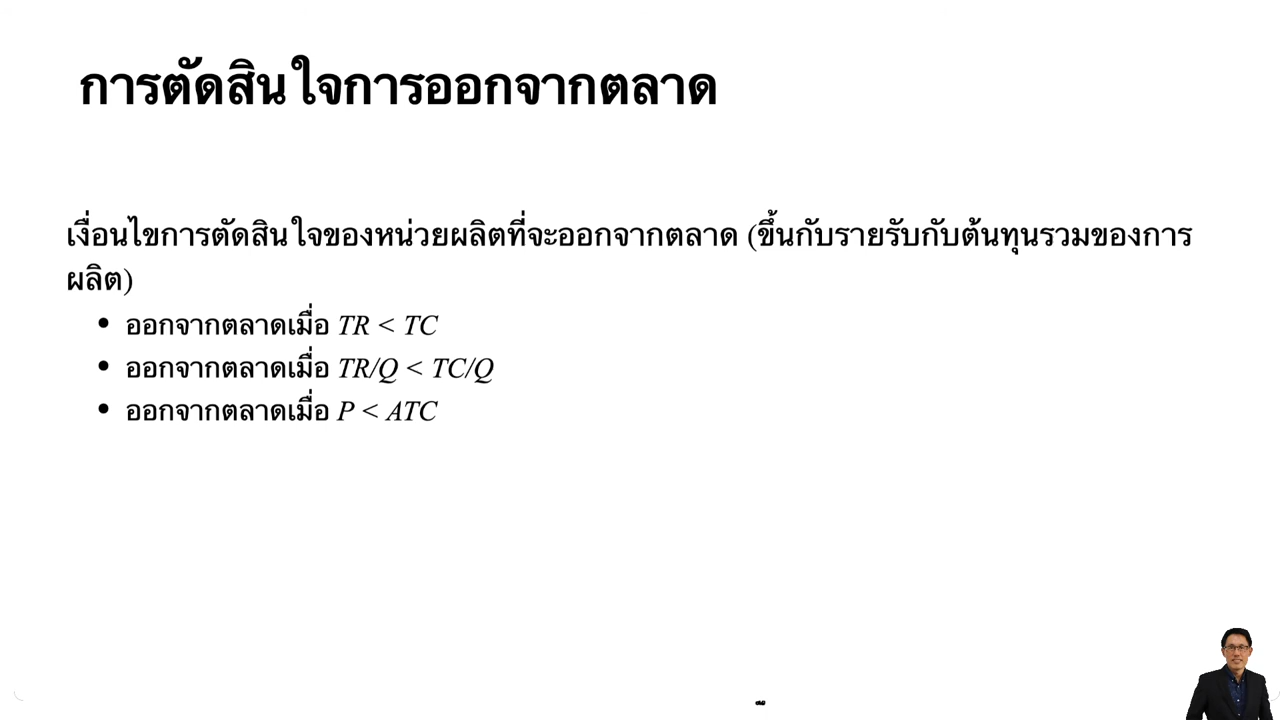 การตัดสินใจการออกจากตลาด
เงื่อนไขการตัดสินใจของหน่วยผลิตที่จะออกจากตลาด (ขึ้นกับรายรับกับต้นทุนรวมของการ
ผลิต)
• ออกจากตลาดเมื่อ TR < TC
• ออกจากตลาดเมื่อ TR/Q < TC/Q
• ออกจากตลาดเมื่อ P < ATC